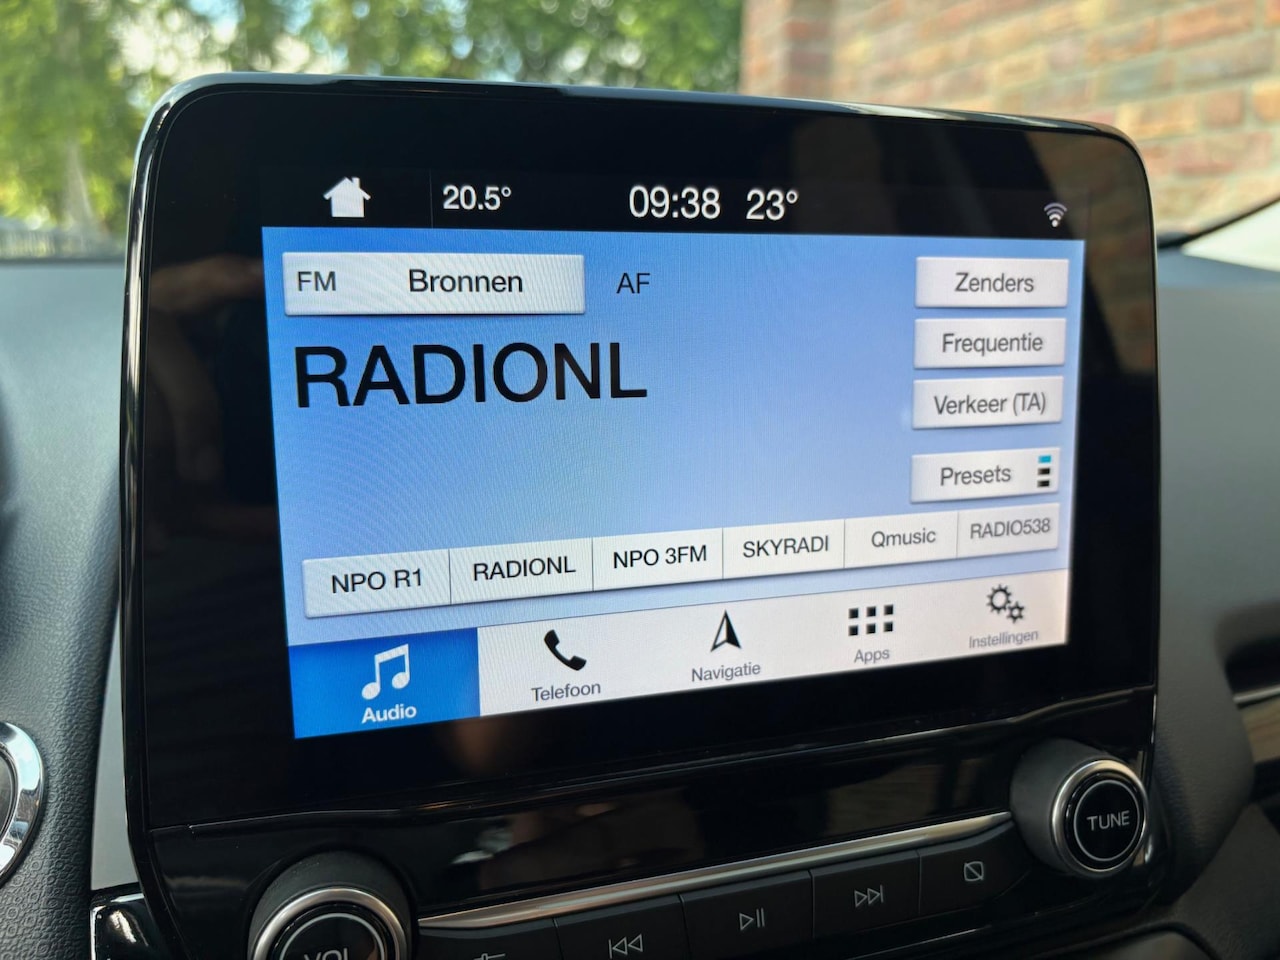 20.5° 09:38 23°
FM Bronnen AF Zenders
RADIONL
Frequentie
Verkeer (TA)
Presets
NPO R1 RADIONL NPO 3FM SKYRADI Qmusic RADIO538
Audio Telefoon Navigatie Apps Instellingen
TUNE
VOL